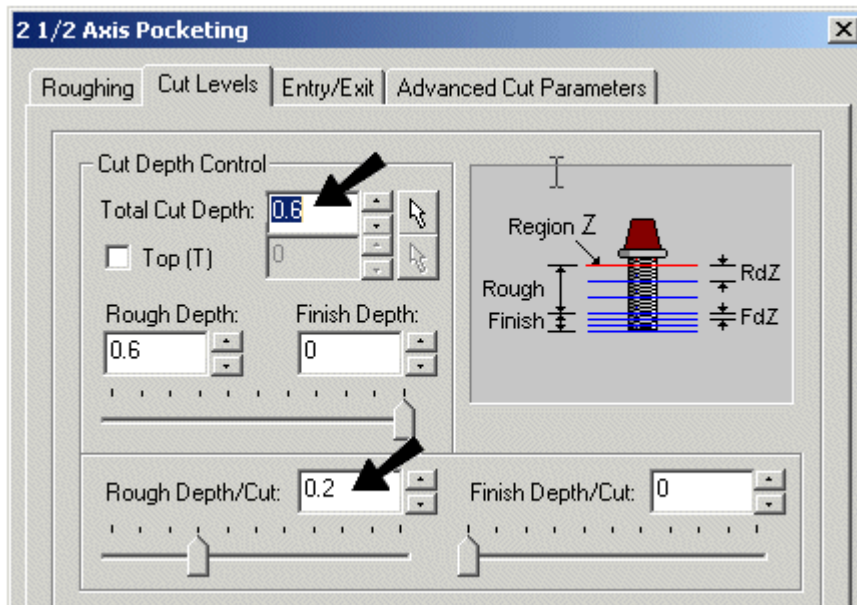 2 1/2 Axis Pocketing
Roughing
Cut Levels
Entry/Exit
Advanced Cut Parameters
Cut Depth Control
Total Cut Depth: 0.6
Top (T) 0
Rough Depth:
Finish Depth:
0.6
0
Region Z
Rough
Finish
RdZ
FdZ
Rough Depth/Cut: 0.2
Finish Depth/Cut: 0